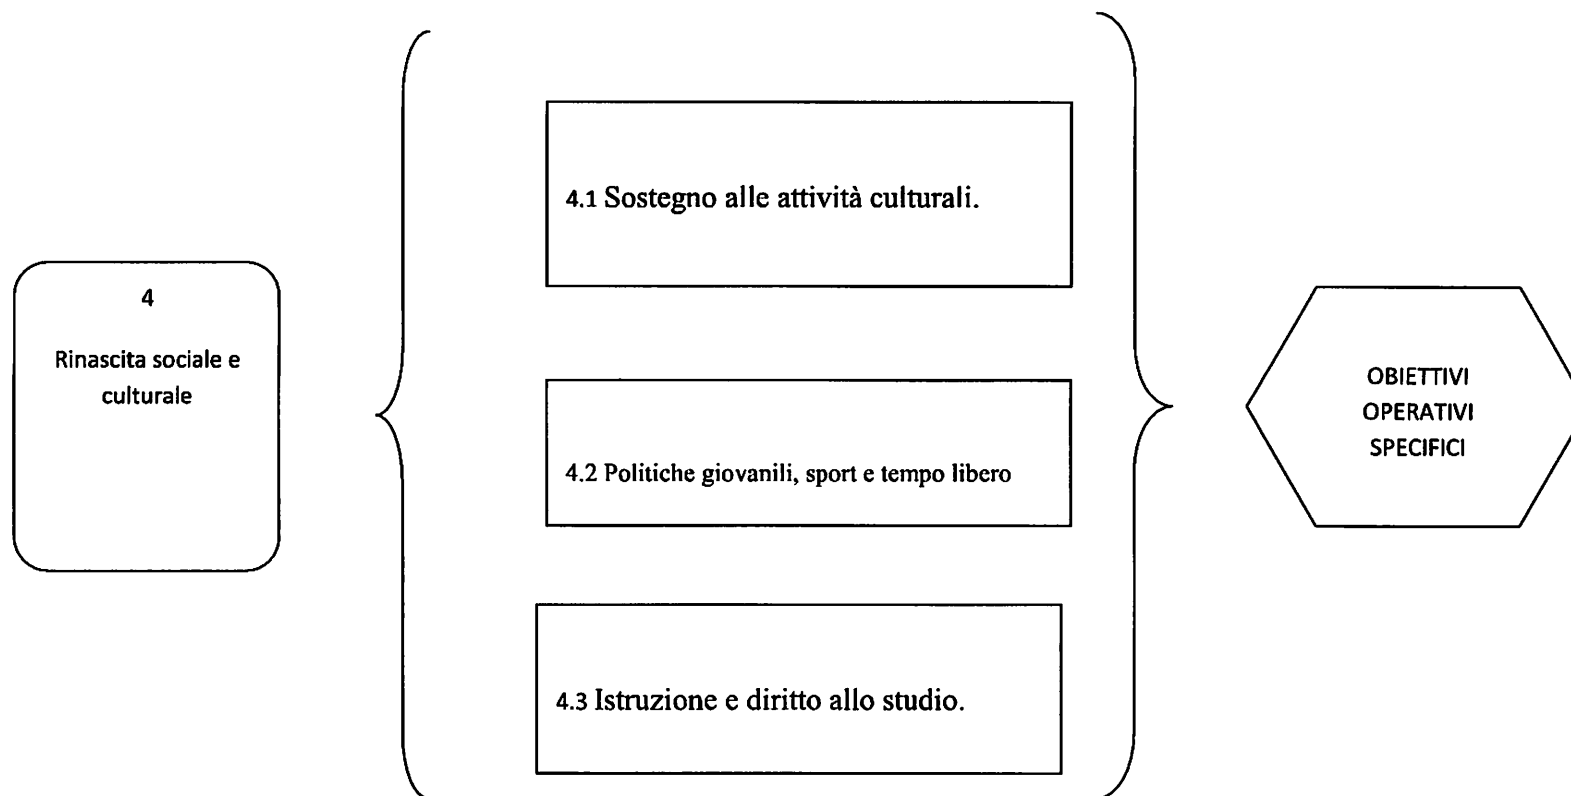 4
Rinascita sociale e
culturale
4.1 Sostegno alle attività culturali.
4.2 Politiche giovanili, sport e tempo libero
4.3 Istruzione e diritto allo studio.
OBIETTIVI
OPERATIVI
SPECIFICI